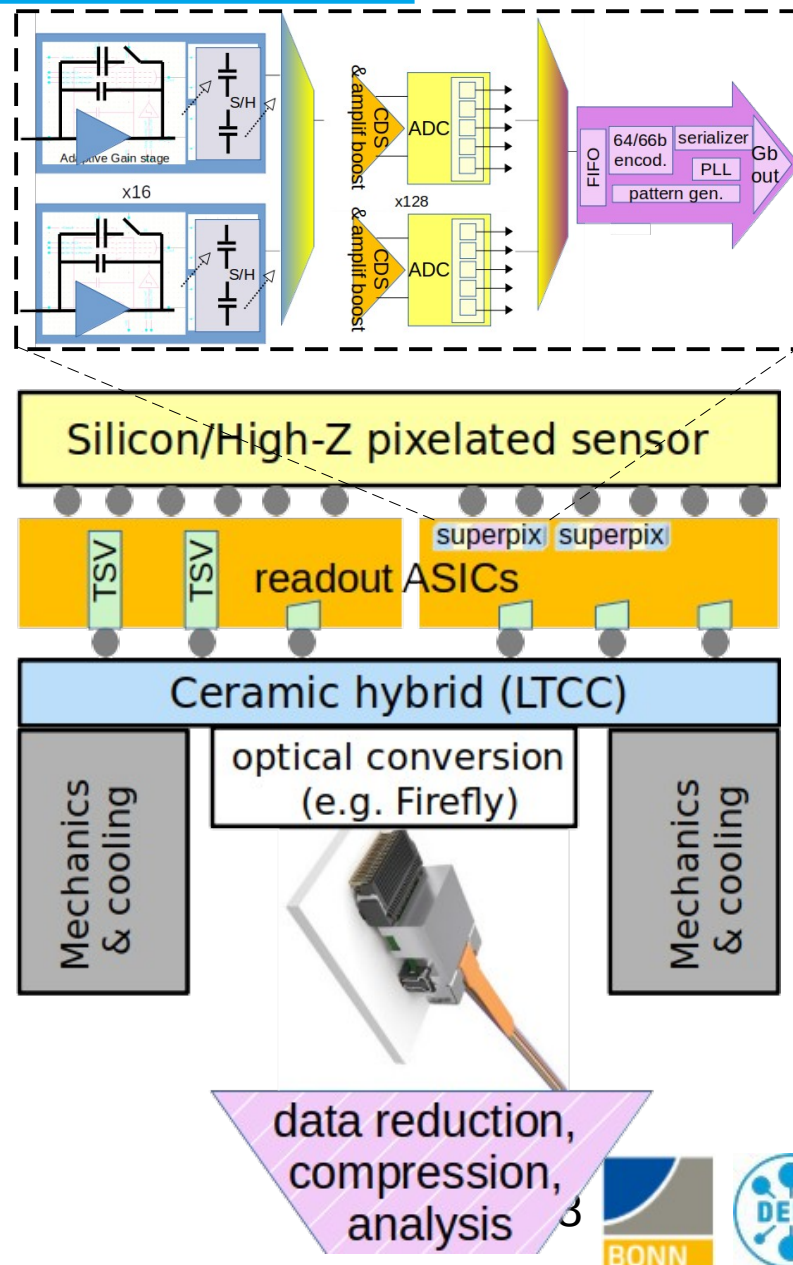 Adaptive Gain stage
S/H
x16
S/H
CDS
& amplif boost
ADC
x128
CDS
& amplif boost
ADC
FIFO
64/66b
encod.
serializer
PLL
pattern gen.
Gb
out
Silicon/High-Z pixelated sensor
TSV
TSV
readout ASICs
superpix
superpix
Ceramic hybrid (LTCC)
Mechanics
& cooling
optical conversion
(e.g. Firefly)
Mechanics
& cooling
data reduction,
compression,
analysis
BONN
DE